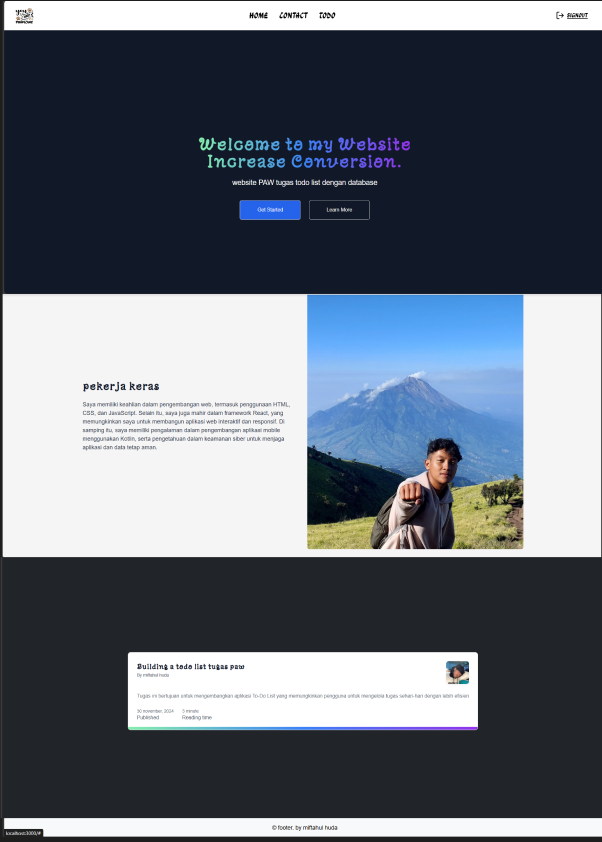 HOME CONTACT TODO
SIGNOUT
Welcome to my Website
Increase Conversion.
website PAW tugas todo list dengan database
Get Started
Learn More
pekerja keras
Saya memiliki keahlian dalam pengembangan web, termasuk penggunaan HTML,
CSS, dan JavaScript. Selain itu, saya juga mahir dalam framework React, yang
memungkinkan saya untuk membangun aplikasi web interaktif dan responsif. Di
samping itu, saya memiliki pengalaman dalam pengembangan aplikasi mobile
menggunakan Kotlin, serta pengetahuan dalam keamanan siber untuk menjaga
aplikasi dan data tetap aman.
Building a todo list tugas paw
By miftahul huda
Tugas ini bertujuan untuk mengembangkan aplikasi To-Do List yang memungkinkan pengguna untuk mengelola tugas sehari-hari dengan lebih efisien
30 november, 2024
5 minute
Published
Reading time
© footer. by miftahul huda
localhost:3000/#